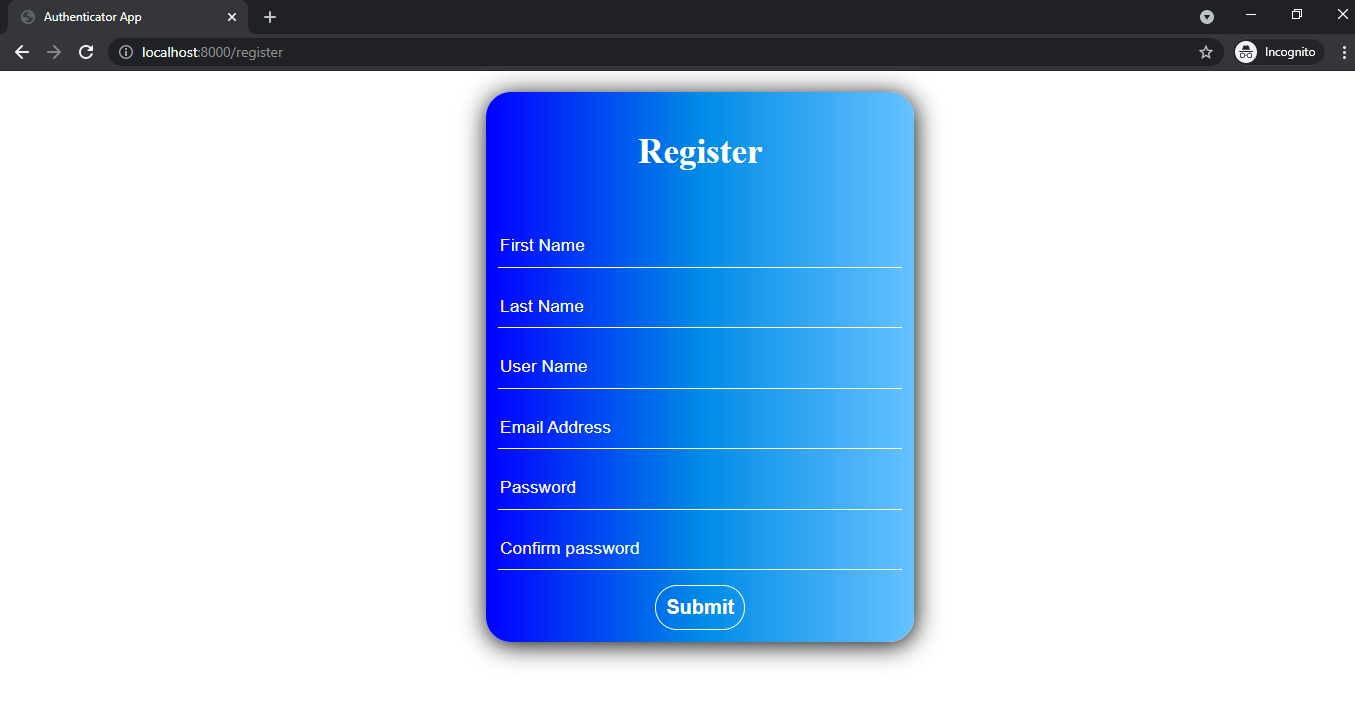 Authenticator App
localhost:8000/register
Incognito
Register
First Name
Last Name
User Name
Email Address
Password
Confirm password
Submit